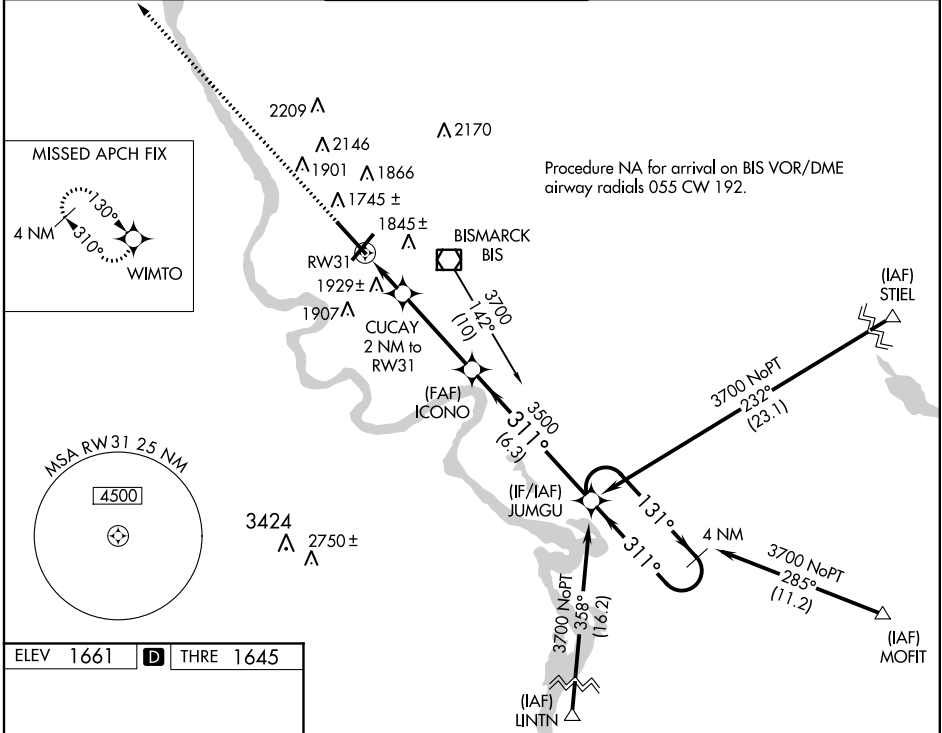 2209
2170
2146
1901
1866
1745 ±
1845 ±
MISSED APCH FIX
130°
4 NM
310°
WIMTO
Procedure NA for arrival on BIS VOR/DME
airway radials 055 CW 192.
BISMARCK
BIS
RW31
1929 ±
1907
CUCAY
2 NM to
RW31
3700
142°
(10)
(IAF)
STIEL
3700 NoPT
232°
(23.1)
(FAF)
ICONO
3500
311°
(6.3)
MSA RW31 25 NM
4500
(IF/IAF)
JUMGU
131°
311°
4 NM
3424
2750 ±
3700 NoPT
285°
(11.2)
(IAF)
MOFIT
3700 NoPT
358°
(16.2)
(IAF)
LINTN
ELEV 1661 D THRE 1645